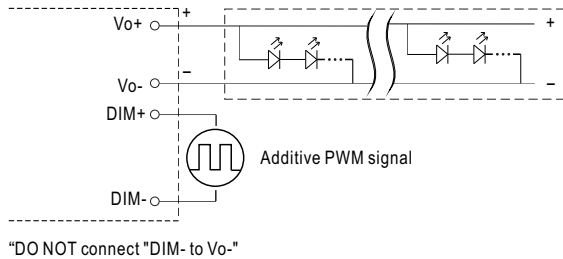 Vo+
+
+
Vo-
−
−
DIM+
Additive PWM signal
DIM-
“DO NOT connect "DIM- to Vo-"